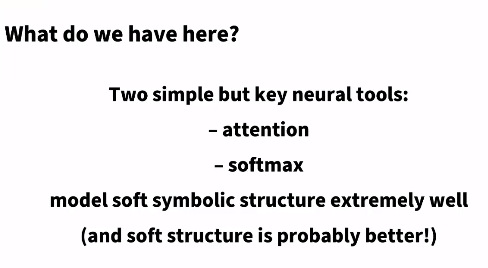 What do we have here?
Two simple but key neural tools:
– attention
– softmax
model soft symbolic structure extremely well
(and soft structure is probably better!)